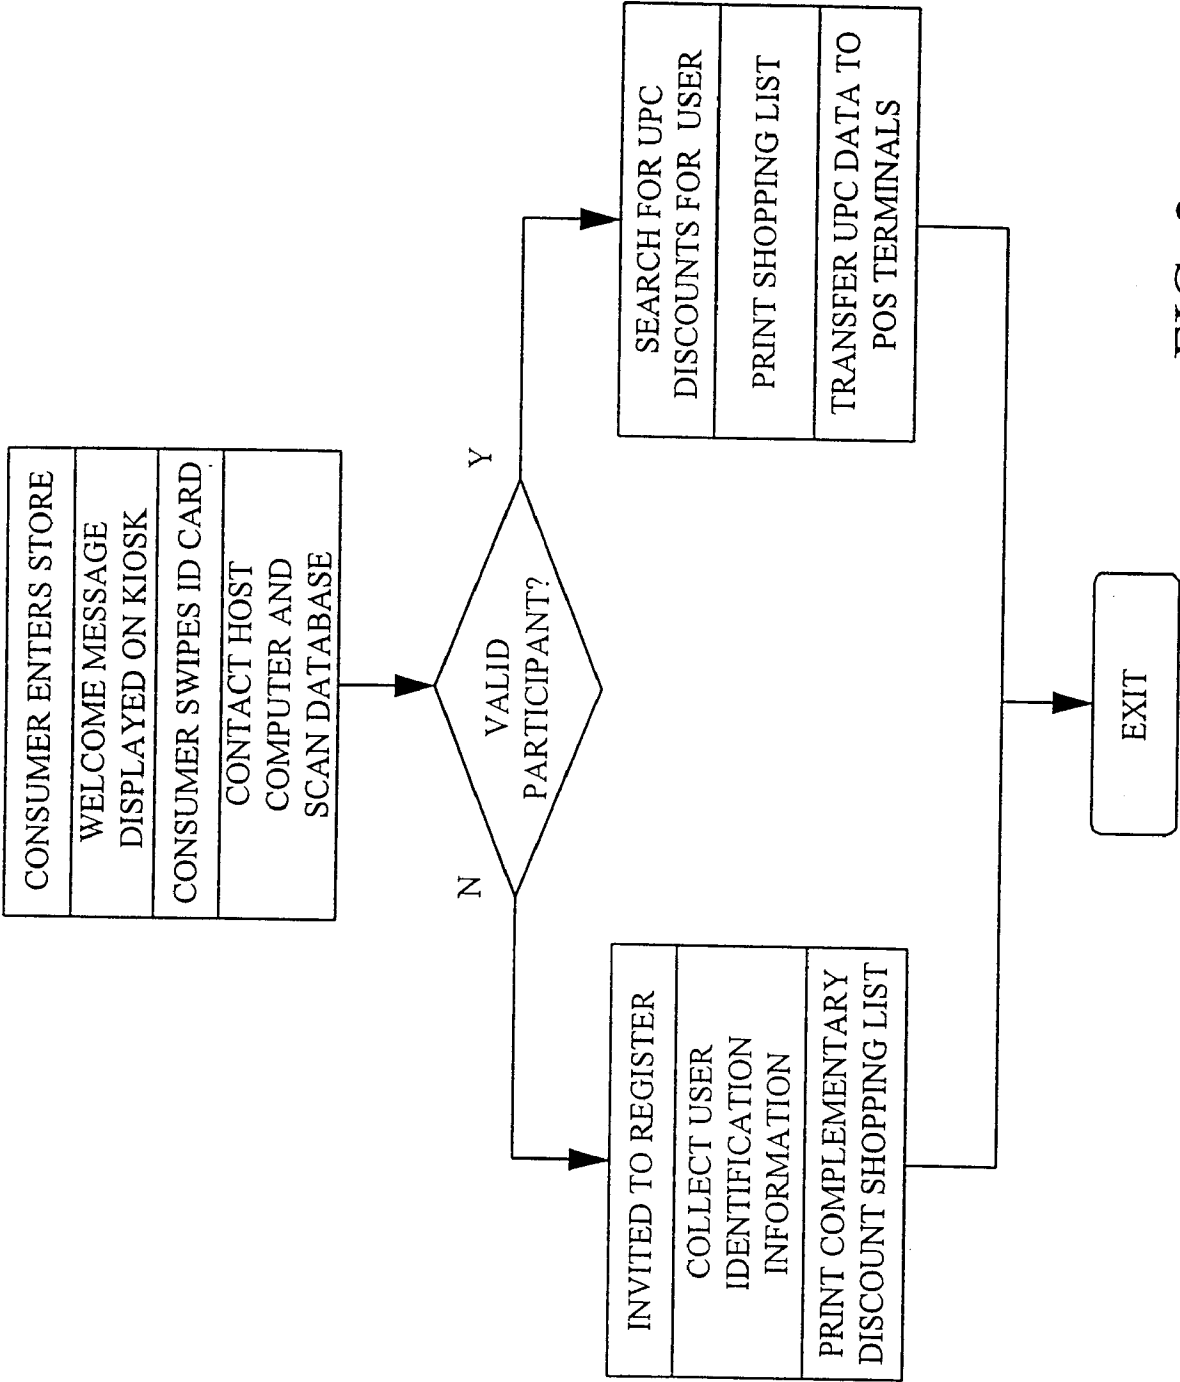 CONSUMER ENTERS STORE
WELCOME MESSAGE
DISPLAYED ON KIOSK
CONSUMER SWIPES ID CARD
CONTACT HOST
COMPUTER AND
SCAN DATABASE
VALID
PARTICIPANT?
N
Y
INVITED TO REGISTER
COLLECT USER
IDENTIFICATION
INFORMATION
PRINT COMPLEMENTARY
DISCOUNT SHOPPING LIST
SEARCH FOR UPC
DISCOUNTS FOR USER
PRINT SHOPPING LIST
TRANSFER UPC DATA TO
POS TERMINALS
EXIT